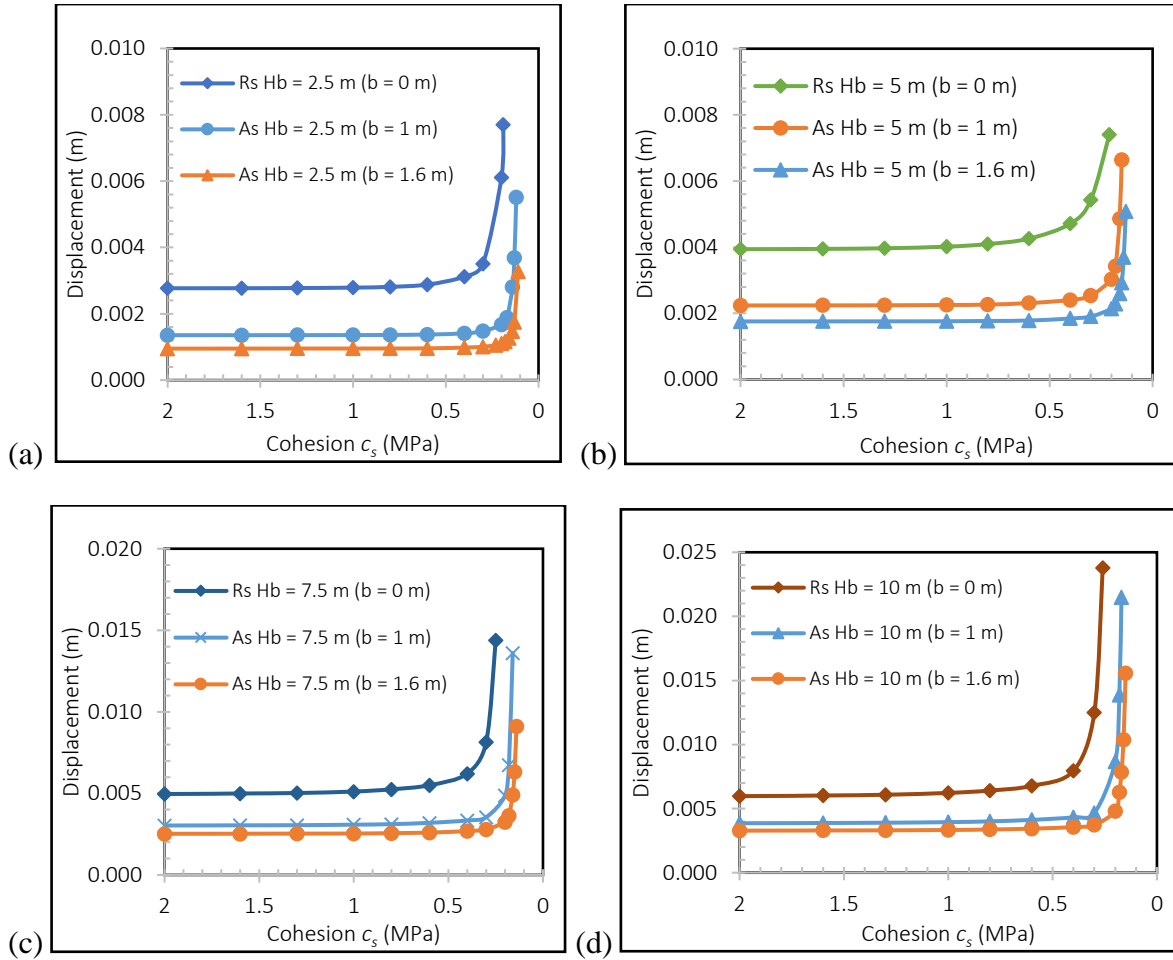 0.010
0.008
0.006
0.004
0.002
0.000
Displacement (m)
Rs Hb = 2.5 m (b = 0 m)
As Hb = 2.5 m (b = 1 m)
As Hb = 2.5 m (b = 1.6 m)
2 1.5 1 0.5 0
Cohesion cs (MPa)
(a)
0.010
0.008
0.006
0.004
0.002
0.000
Displacement (m)
Rs Hb = 5 m (b = 0 m)
As Hb = 5 m (b = 1 m)
As Hb = 5 m (b = 1.6 m)
2 1.5 1 0.5 0
Cohesion cs (MPa)
(b)
0.020
0.015
0.010
0.005
0.000
Displacement (m)
Rs Hb = 7.5 m (b = 0 m)
As Hb = 7.5 m (b = 1 m)
As Hb = 7.5 m (b = 1.6 m)
2 1.5 1 0.5 0
Cohesion cs (MPa)
(c)
0.025
0.020
0.015
0.010
0.005
0.000
Displacement (m)
Rs Hb = 10 m (b = 0 m)
As Hb = 10 m (b = 1 m)
As Hb = 10 m (b = 1.6 m)
2 1.5 1 0.5 0
Cohesion cs (MPa)
(d)